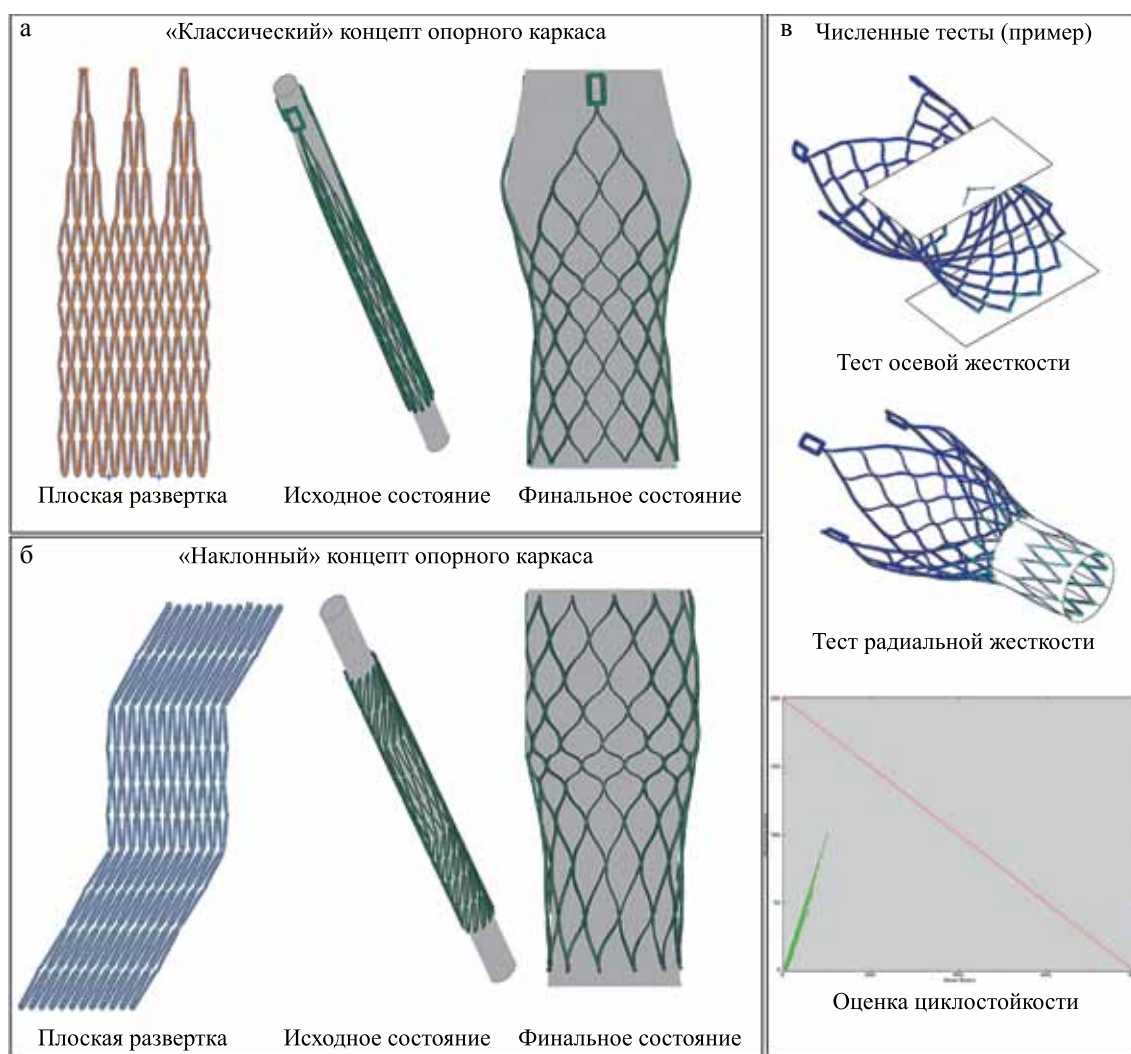 а
«Классический» концепт опорного каркаса
Плоская развертка
Исходное состояние
Финальное состояние
б
«Наклонный» концепт опорного каркаса
Плоская развертка
Исходное состояние
Финальное состояние
в
Численные тесты (пример)
Тест осевой жесткости
Тест радиальной жесткости
Оценка циклостойкости